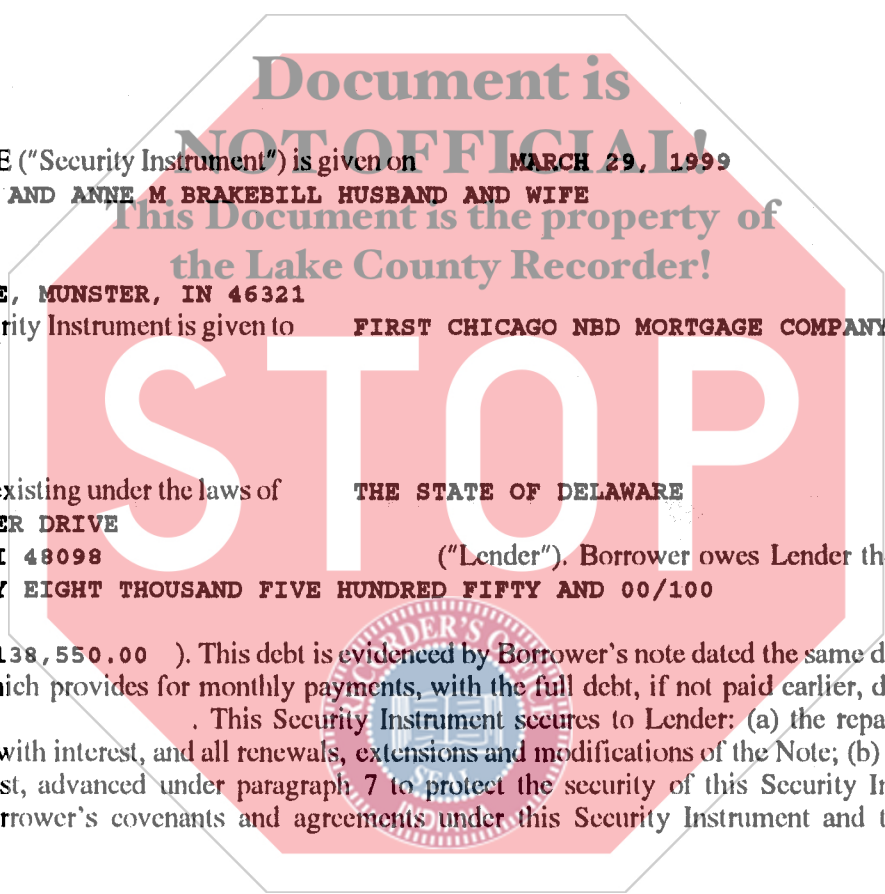 Document is
NOT OFFICIAL!
E ("Security Instrument") is given on MARCH 29, 1999
AND ANNE M BRAKEBILL HUSBAND AND WIFE
This Document is the property of
the Lake County Recorder!
E, MUNSTER, IN 46321
rity Instrument is given to FIRST CHICAGO NBD MORTGAGE COMPANY
STOP
existing under the laws of THE STATE OF DELAWARE
ER DRIVE
I 48098 ("Lender"). Borrower owes Lender th
Y EIGHT THOUSAND FIVE HUNDRED FIFTY AND 00/100
138,550.00 ). This debt is evidenced by Borrower's note dated the same d
ich provides for monthly payments, with the full debt, if not paid earlier, d
. This Security Instrument secures to Lender: (a) the repa
with interest, and all renewals, extensions and modifications of the Note; (b)
st, advanced under paragraph 7 to protect the security of this Security In
rrower's covenants and agreements under this Security Instrument and t
RECORDER'S OFFICE
SEAL
INDIANA